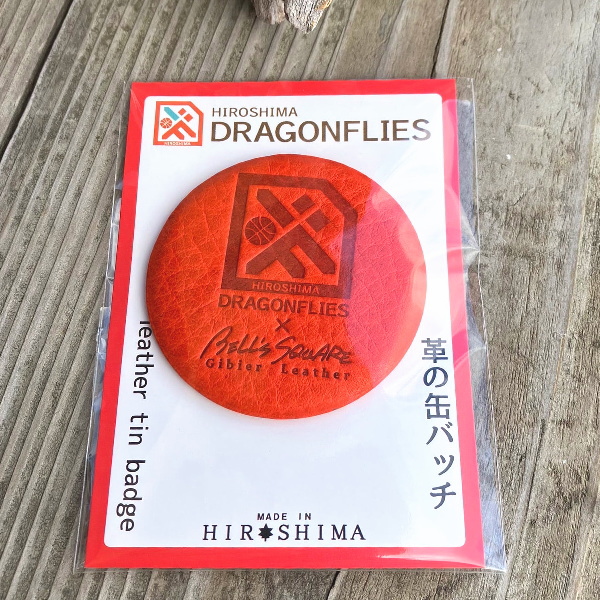 HIROSHIMA
HIROSHIMA
DRAGONFLIES
HIROSHIMA
DRAGONFLIES
×
BELL'S SQUARE
Gibier Leather
leather tin badge
革の缶バッチ
MADE IN
HIROSHIMA